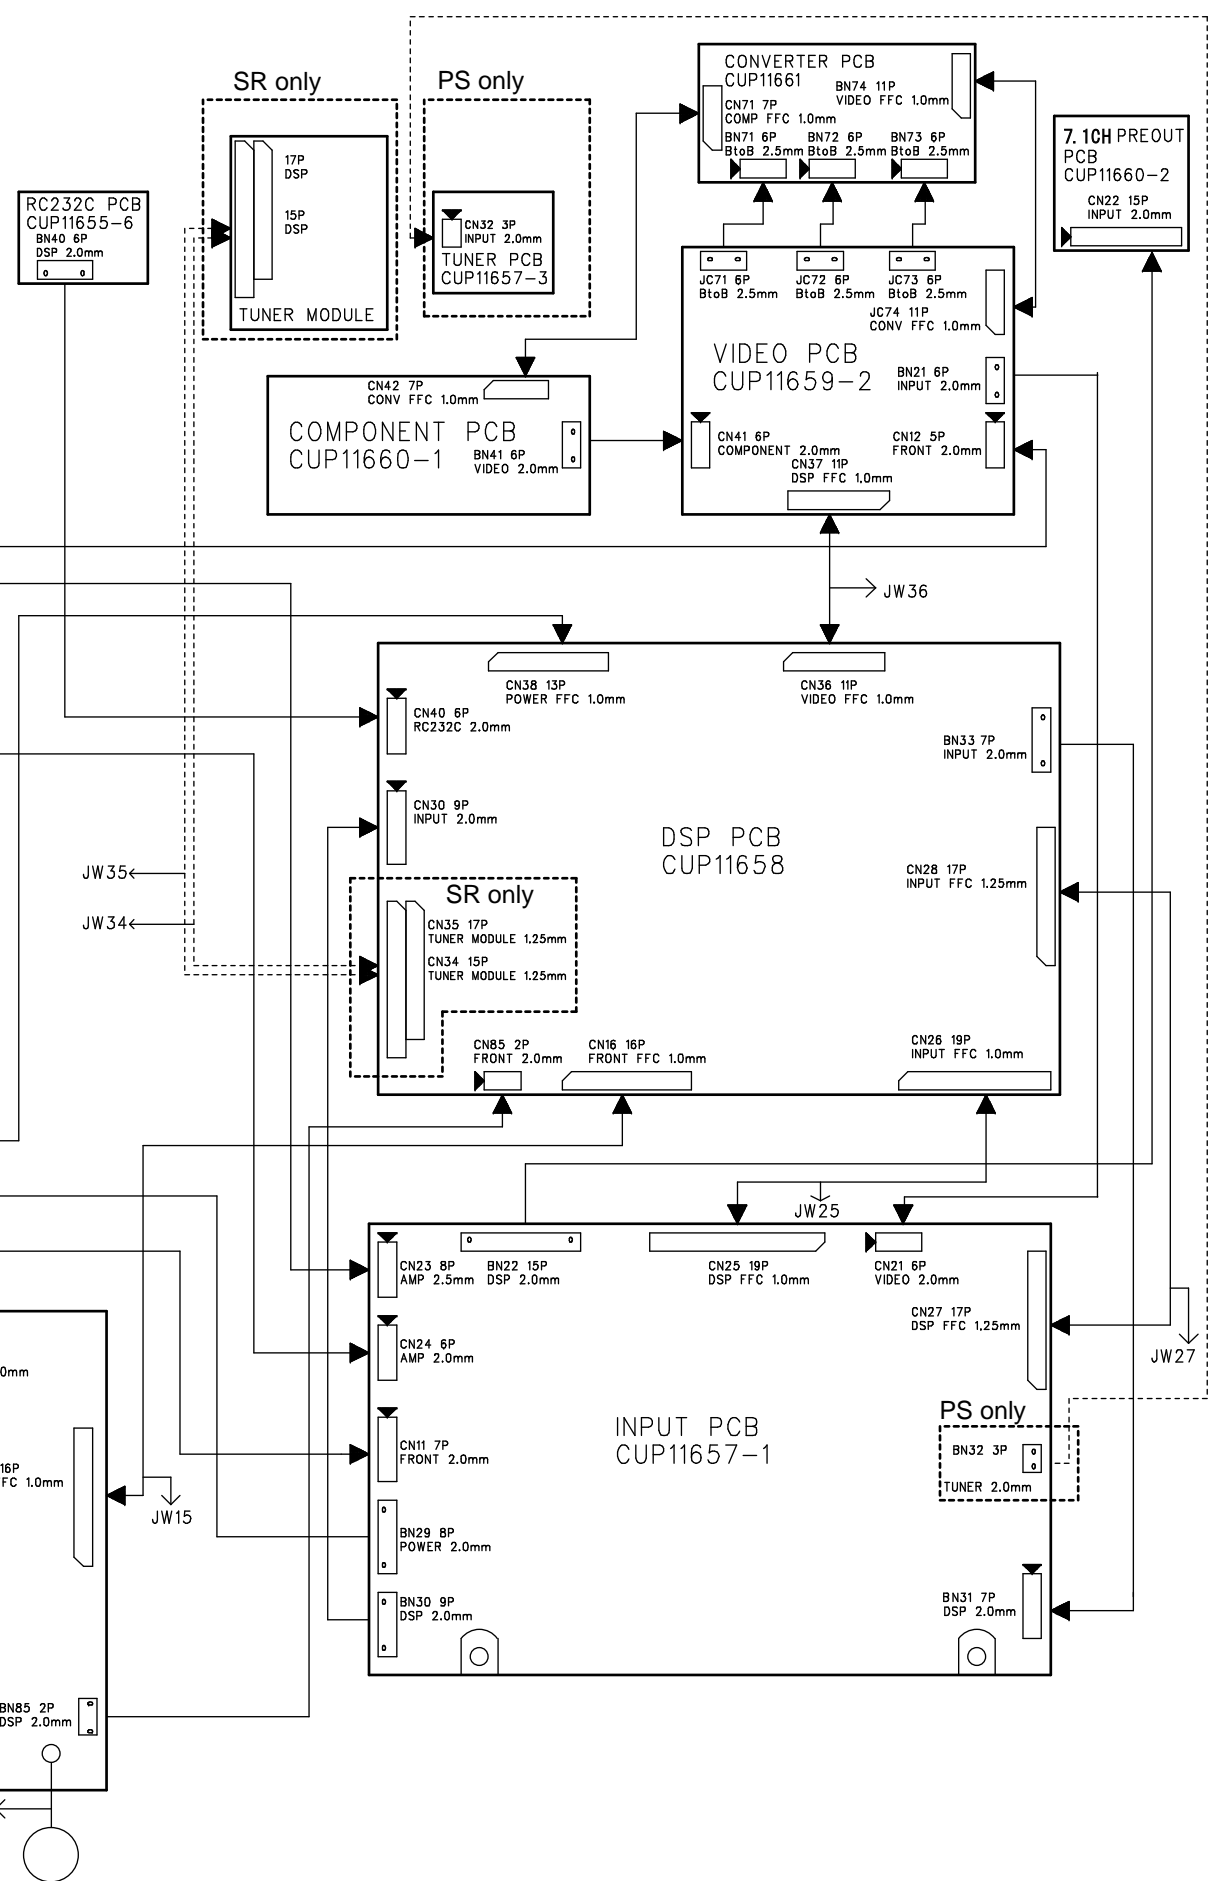 SR only
PS only
CONVERTER PCB
CUP11661
BN74 11P
VIDEO FFC 1.0mm
CN71 7P
COMP FFC 1.0mm
BN71 6P
BtoB 2.5mm
BN72 6P
BtoB 2.5mm
BN73 6P
BtoB 2.5mm
7.1CH PREOUT
PCB
CUP11660-2
CN22 15P
INPUT 2.0mm
17P
DSP
15P
DSP
TUNER MODULE
RC232C PCB
CUP11655-6
BN40 6P
DSP 2.0mm
CN32 3P
INPUT 2.0mm
TUNER PCB
CUP11657-3
JC71 6P
BtoB 2.5mm
JC72 6P
BtoB 2.5mm
JC73 6P
BtoB 2.5mm
JC74 11P
CONV FFC 1.0mm
VIDEO PCB
CUP11659-2
BN21 6P
INPUT 2.0mm
CN41 6P
COMPONENT 2.0mm
CN12 5P
FRONT 2.0mm
CN37 11P
DSP FFC 1.0mm
CN42 7P
CONV FFC 1.0mm
COMPONENT PCB
CUP11660-1
BN41 6P
VIDEO 2.0mm
JW36
CN38 13P
POWER FFC 1.0mm
CN36 11P
VIDEO FFC 1.0mm
CN40 6P
RC232C 2.0mm
BN33 7P
INPUT 2.0mm
CN30 9P
INPUT 2.0mm
DSP PCB
CUP11658
CN28 17P
INPUT FFC 1.25mm
JW35
JW34
SR only
CN35 17P
TUNER MODULE 1.25mm
CN34 15P
TUNER MODULE 1.25mm
CN85 2P
FRONT 2.0mm
CN16 16P
FRONT FFC 1.0mm
CN26 19P
INPUT FFC 1.0mm
JW25
CN23 8P
AMP 2.5mm
BN22 15P
DSP 2.0mm
CN25 19P
DSP FFC 1.0mm
CN21 6P
VIDEO 2.0mm
CN27 17P
DSP FFC 1.25mm
JW27
CN24 6P
AMP 2.0mm
0mm
INPUT PCB
CUP11657-1
PS only
BN32 3P
TUNER 2.0mm
CN11 7P
FRONT 2.0mm
16P
FC 1.0mm
JW15
BN29 8P
POWER 2.0mm
BN30 9P
DSP 2.0mm
BN31 7P
DSP 2.0mm
BN85 2P
DSP 2.0mm